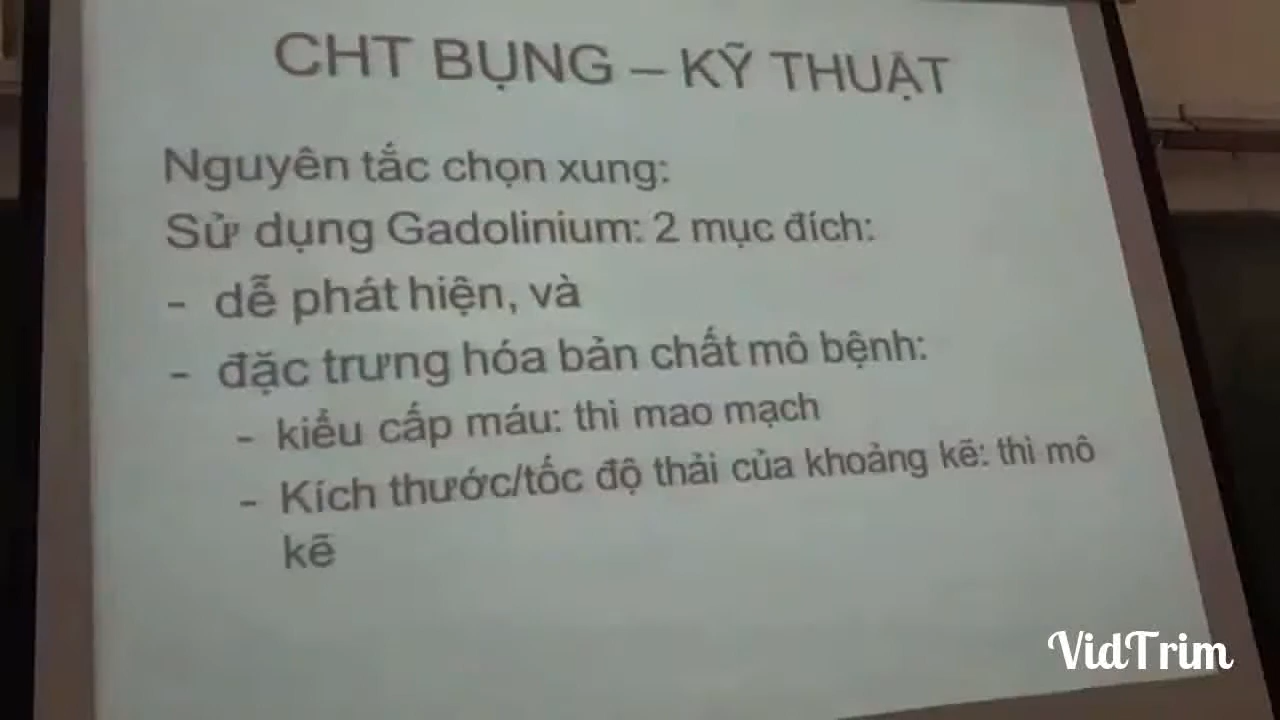 CHT BỤNG – KỸ THUẬT
Nguyên tắc chọn xung:
Sử dụng Gadolinium: 2 mục đích:
- dễ phát hiện, và
- đặc trưng hóa bản chất mô bệnh:
- kiểu cấp máu: thì mao mạch
- Kích thước/tốc độ thải của khoảng kẽ: thì mô
kẽ
VidTrim